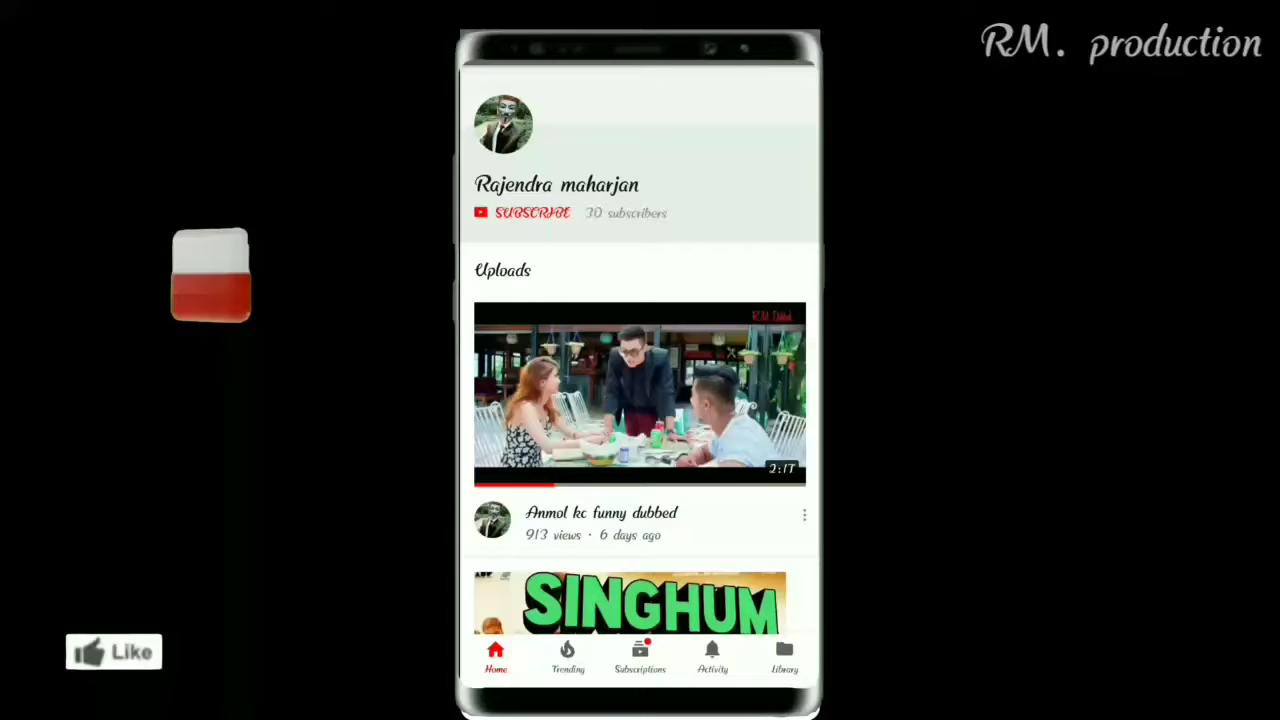 RM. production
Rajendra maharjan
SUBSCRIBE 30 subscribers
Uploads
2:17
Anmol kc funny dubbed
913 views · 6 days ago
SINGHUM
Home Trending Subscriptions Activity Library
Like